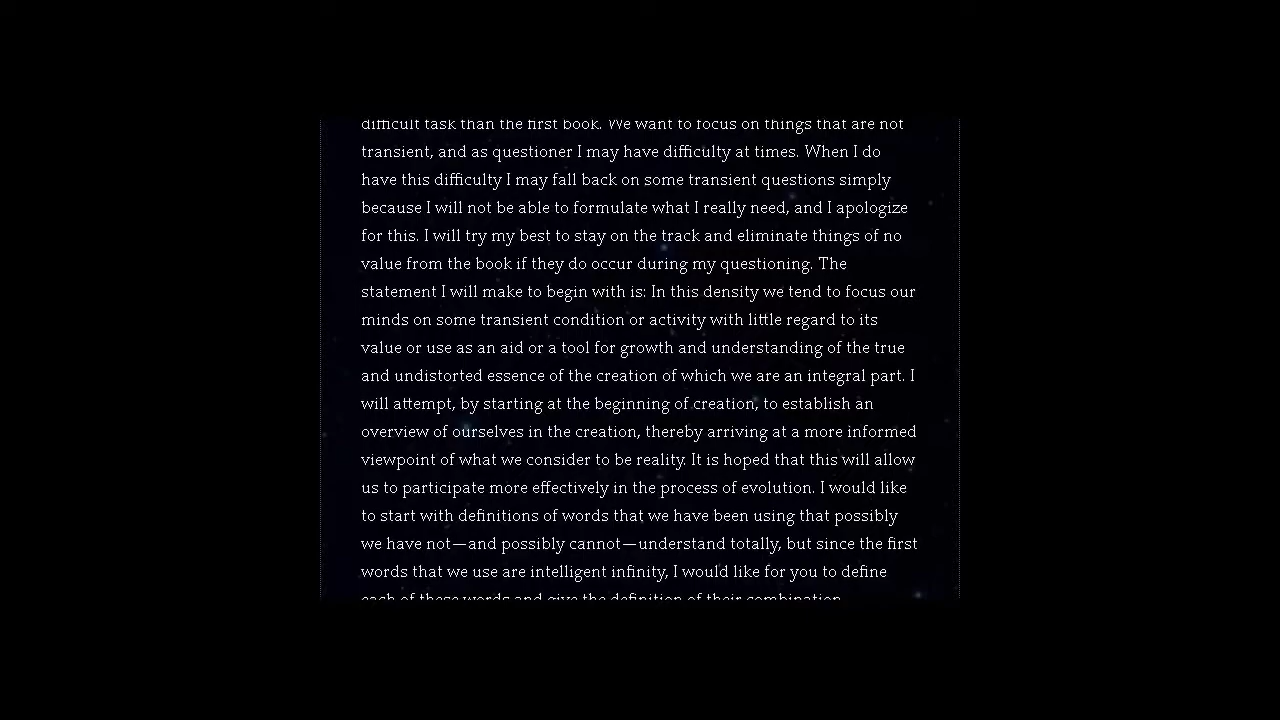 difficult task than the first book. We want to focus on things that are not
transient, and as questioner I may have difficulty at times. When I do
have this difficulty I may fall back on some transient questions simply
because I will not be able to formulate what I really need, and I apologize
for this. I will try my best to stay on the track and eliminate things of no
value from the book if they do occur during my questioning. The
statement I will make to begin with is: In this density we tend to focus our
minds on some transient condition or activity with little regard to its
value or use as an aid or a tool for growth and understanding of the true
and undistorted essence of the creation of which we are an integral part. I
will attempt, by starting at the beginning of creation, to establish an
overview of ourselves in the creation, thereby arriving at a more informed
viewpoint of what we consider to be reality. It is hoped that this will allow
us to participate more effectively in the process of evolution. I would like
to start with definitions of words that we have been using that possibly
we have not—and possibly cannot—understand totally, but since the first
words that we use are intelligent infinity, I would like for you to define
each of these words and give the definition of their combination.